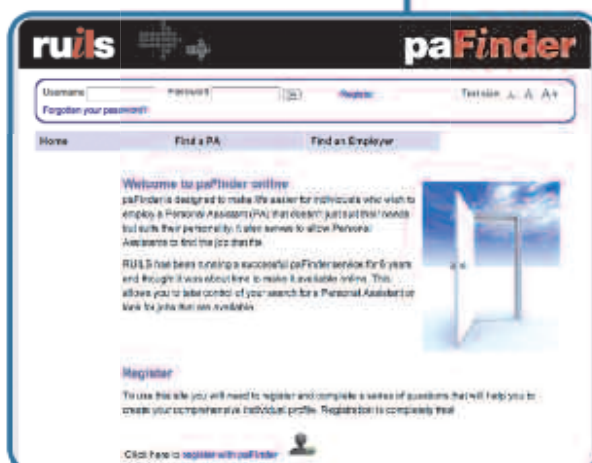 ruils paFinder
Username Password Go Register Text size A A A+
Forgotten your password?
Home Find a PA Find an Employer
Welcome to paFinder online
paFinder is designed to make life easier for individuals who wish to
employ a Personal Assistant (PA) that doesn't just suit their needs
but suits their personality. It also serves to allow Personal
Assistants to find the job that fits.
RUILS has been running a successful paFinder service for 6 years
and thought it was about time to make it available online. This
allows you to take control of your search for a Personal Assistant or
look for jobs that are available.
Register
To use this site you will need to register and complete a series of questions that will help you to
create your comprehensive individual profile. Registration is completely free!
Click here to register with paFinder